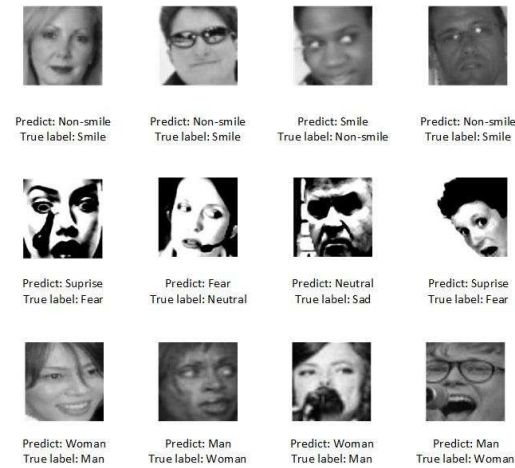 Predict: Non-smile
True label: Smile
Predict: Non-smile
True label: Smile
Predict: Smile
True label: Non-smile
Predict: Non-smile
True label: Smile
Predict: Suprise
True label: Fear
Predict: Fear
True label: Neutral
Predict: Neutral
True label: Sad
Predict: Suprise
True label: Fear
Predict: Woman
True label: Man
Predict: Man
True label: Woman
Predict: Woman
True label: Man
Predict: Man
True label: Woman